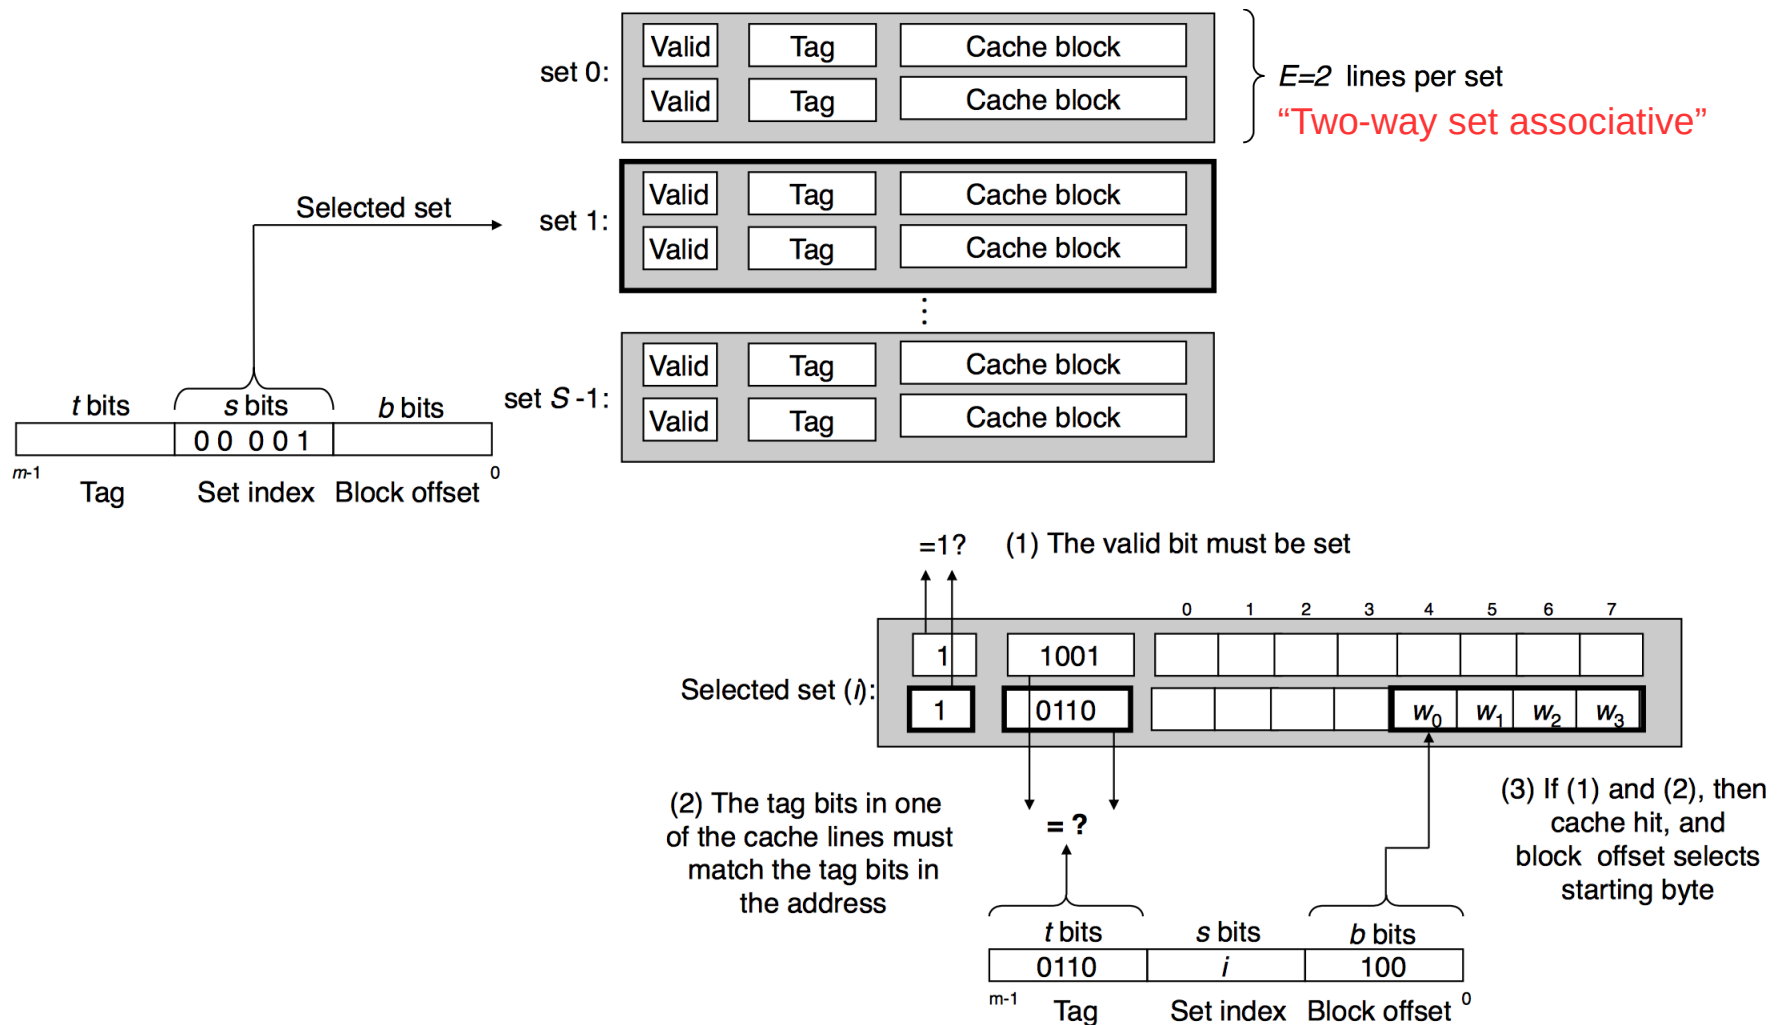 set 0:
Valid Tag Cache block
Valid Tag Cache block
E=2 lines per set
“Two-way set associative”
Selected set
set 1:
Valid Tag Cache block
Valid Tag Cache block
⋮
set S -1:
Valid Tag Cache block
Valid Tag Cache block
t bits s bits b bits
0 0 0 0 1
m-1 0
Tag Set index Block offset
=1? (1) The valid bit must be set
0 1 2 3 4 5 6 7
1 1001
Selected set (i):
1 0110 w0 w1 w2 w3
(2) The tag bits in one
of the cache lines must
match the tag bits in
the address
= ?
(3) If (1) and (2), then
cache hit, and
block offset selects
starting byte
t bits s bits b bits
0110 i 100
m-1 0
Tag Set index Block offset